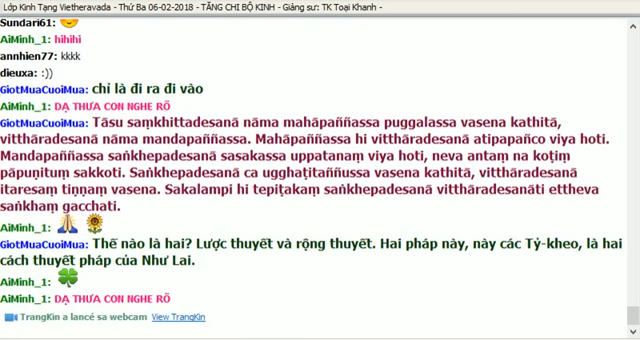 Lớp Kinh Tạng Vietheravada - Thứ Ba 06-02-2018 - TĂNG CHI BỘ KINH - Giảng sư: TK Toại Khanh -
Sundari61:
AiMinh_1: hihihi
annhien77: kkkk
dieuxa: :))
GiotMuaCuoiMua: chỉ là đi ra đi vào
AiMinh_1: DẠ THƯA CON NGHE RÕ
GiotMuaCuoiMua: Tāsu saṃkhittadesanā nāma mahāpaññassa puggalassa vasena kathitā,
vitthāradesanā nāma mandapaññassa. Mahāpaññassa hi vitthāradesanā atipapañco viya hoti.
Mandapaññassa saṅkhepadesanā sasakassa uppatanaṃ viya hoti, neva antaṃ na koṭiṃ
pāpuṇituṃ sakkoti. Saṅkhepadesanā ca ugghaṭitaññussa vasena kathitā, vitthāradesanā
itaresaṃ tiṇṇaṃ vasena. Sakalampi hi tepiṭakaṃ saṅkhepadesanā vitthāradesanāti ettheva
saṅkhaṃ gacchati.
AiMinh_1:
GiotMuaCuoiMua: Thế nào là hai? Lược thuyết và rộng thuyết. Hai pháp này, này các Tỷ-kheo, là hai
cách thuyết pháp của Như Lai.
AiMinh_1:
AiMinh_1: DẠ THƯA CON NGHE RÕ
TrangKin a lancé sa webcam View TrangKin